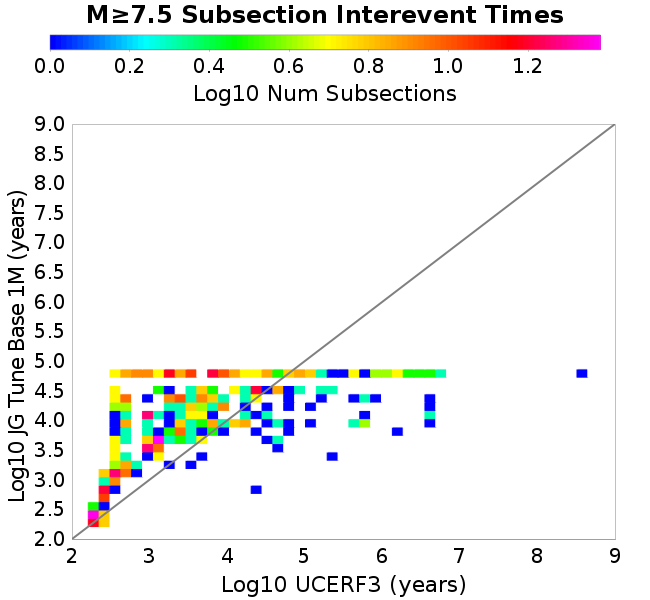 M≥7.5 Subsection Interevent Times
0.0 0.2 0.4 0.6 0.8 1.0 1.2
Log10 Num Subsections
9.0
8.5
8.0
7.5
7.0
6.5
6.0
5.5
5.0
4.5
4.0
3.5
3.0
2.5
2.0
Log10 JG Tune Base 1M (years)
2 3 4 5 6 7 8 9
Log10 UCERF3 (years)